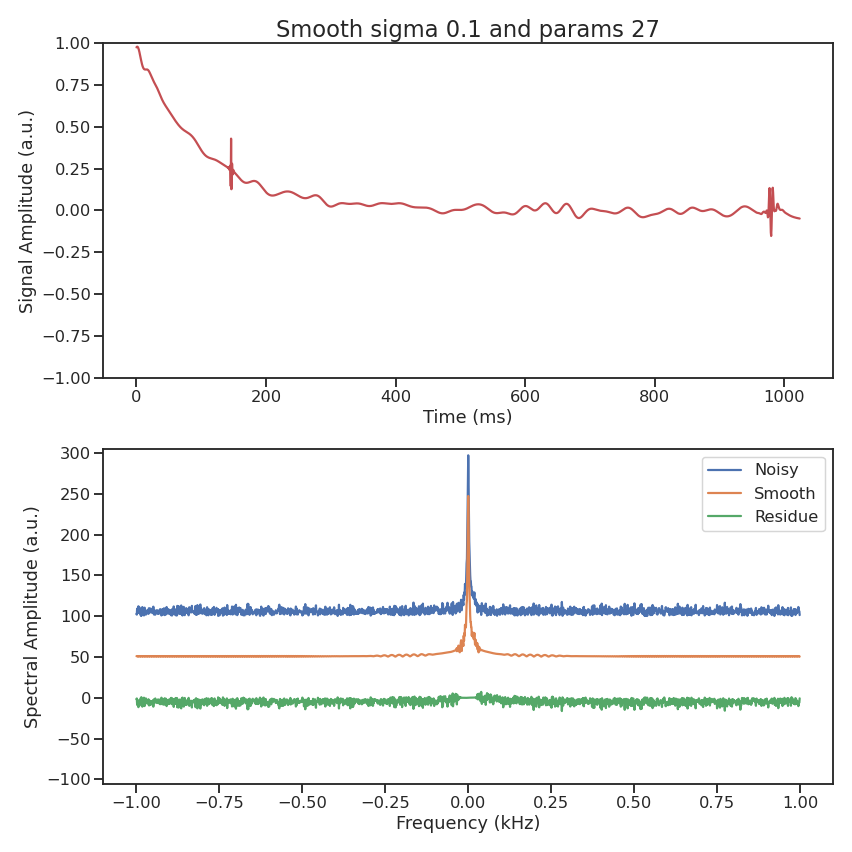 Smooth sigma 0.1 and params 27
1.00
0.75
0.50
0.25
0.00
−0.25
−0.50
−0.75
−1.00
Signal Amplitude (a.u.)
0 200 400 600 800 1000
Time (ms)
300
250
200
150
100
50
0
−50
−100
Spectral Amplitude (a.u.)
Noisy
Smooth
Residue
−1.00 −0.75 −0.50 −0.25 0.00 0.25 0.50 0.75 1.00
Frequency (kHz)